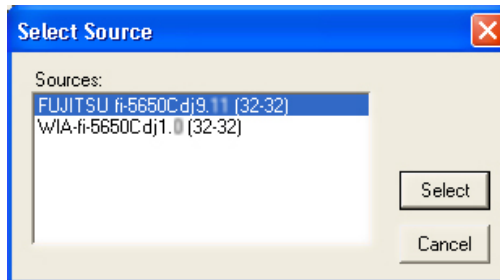 Select Source
Sources:
FUJITSU fi-5650Cdj9.11 (32-32)
WIA-fi-5650Cdj1.0 (32-32)
Select
Cancel